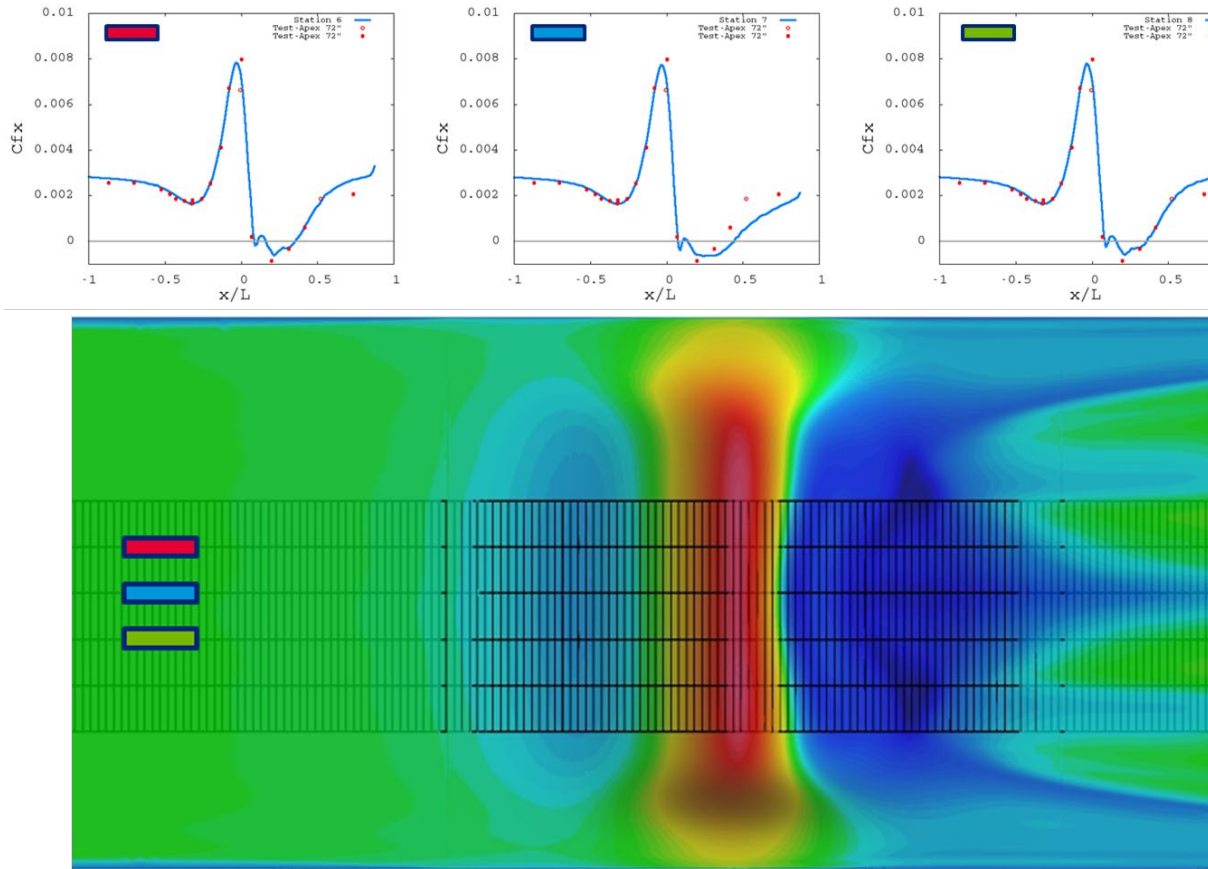 0.01
0.008
0.006
0.004
0.002
0
Cfx
Station 6
Test-Apex 72"
Test-Apex 72"
-1 -0.5 0 0.5 1
x/L
0.01
0.008
0.006
0.004
0.002
0
Cfx
Station 7
Test-Apex 72"
Test-Apex 72"
-1 -0.5 0 0.5 1
x/L
0.01
0.008
0.006
0.004
0.002
0
Cfx
Station 8
Test-Apex 72"
Test-Apex 72"
-1 -0.5 0 0.5
x/L